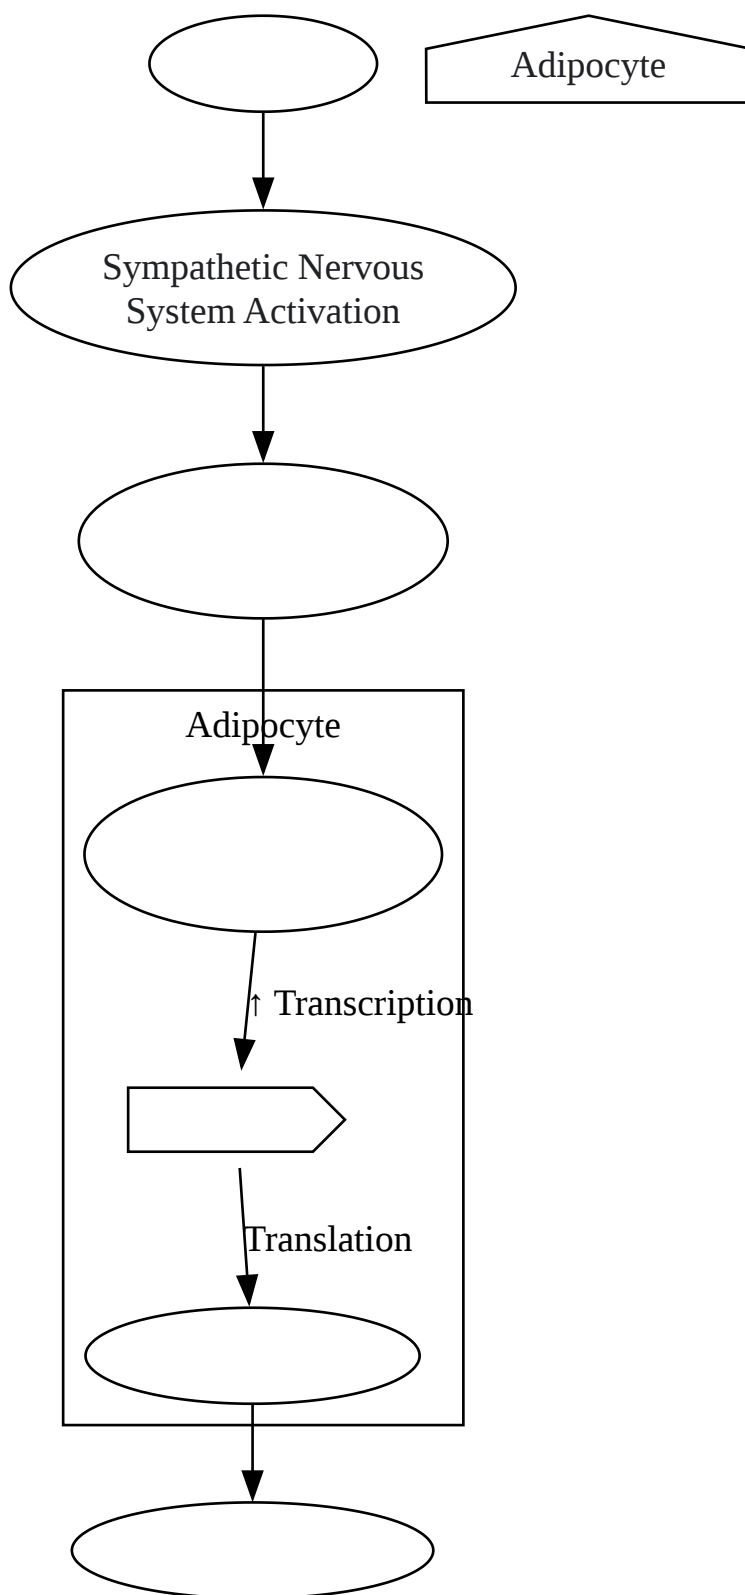 Adipocyte
Sympathetic Nervous
System Activation
Adipocyte
↑ Transcription
Translation